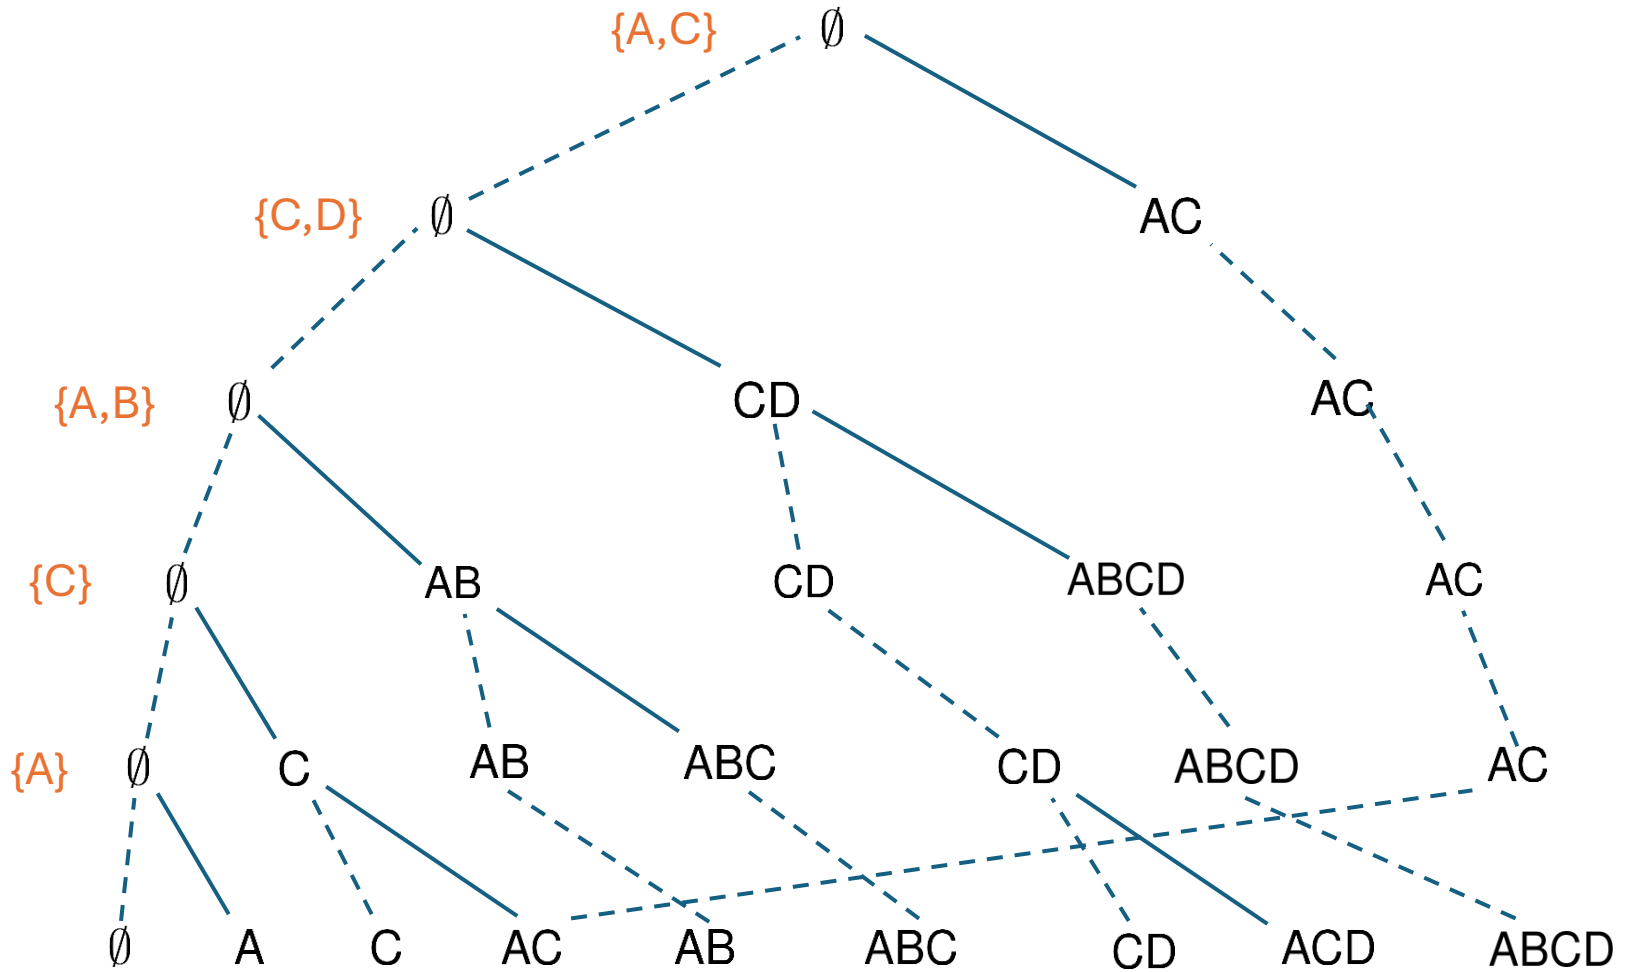 {A,C} ∅
{C,D} ∅ AC
{A,B} ∅ CD AC
{C} ∅ AB CD ABCD AC
{A} ∅ C AB ABC CD ABCD AC
∅ A C AC AB ABC CD ACD ABCD